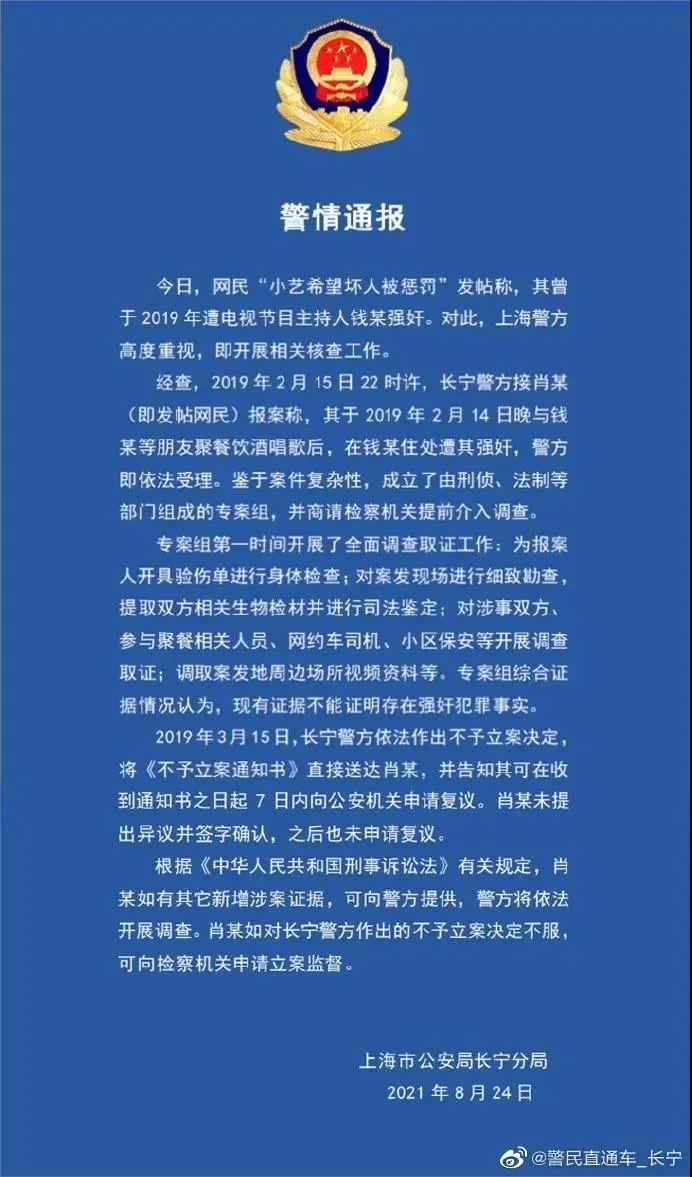 警情通报
今日，网民“小艺希望坏人被惩罚”发帖称，其曾
于 2019 年遭电视节目主持人钱某强奸。对此，上海警方
高度重视，即开展相关核查工作。
经查，2019 年 2 月 15 日 22 时许，长宁警方接肖某
（即发帖网民）报案称，其于 2019 年 2 月 14 日晚与钱
某等朋友聚餐饮酒唱歌后，在钱某住处遭其强奸，警方
即依法受理。鉴于案件复杂性，成立了由刑侦、法制等
部门组成的专案组，并商请检察机关提前介入调查。
专案组第一时间开展了全面调查取证工作：为报案
人开具验伤单进行身体检查；对案发现场进行细致勘查，
提取双方相关生物检材并进行司法鉴定；对涉事双方、
参与聚餐相关人员、网约车司机、小区保安等开展调查
取证；调取案发地周边场所视频资料等。专案组综合证
据情况认为，现有证据不能证明存在强奸犯罪事实。
2019 年 3 月 15 日，长宁警方依法作出不予立案决定，
将《不予立案通知书》直接送达肖某，并告知其可在收
到通知书之日起 7 日内向公安机关申请复议。肖某未提
出异议并签字确认，之后也未申请复议。
根据《中华人民共和国刑事诉讼法》有关规定，肖
某如有其它新增涉案证据，可向警方提供，警方将依法
开展调查。肖某如对长宁警方作出的不予立案决定不服，
可向检察机关申请立案监督。
上海市公安局长宁分局
2021 年 8 月 24 日
@警民直通车_长宁